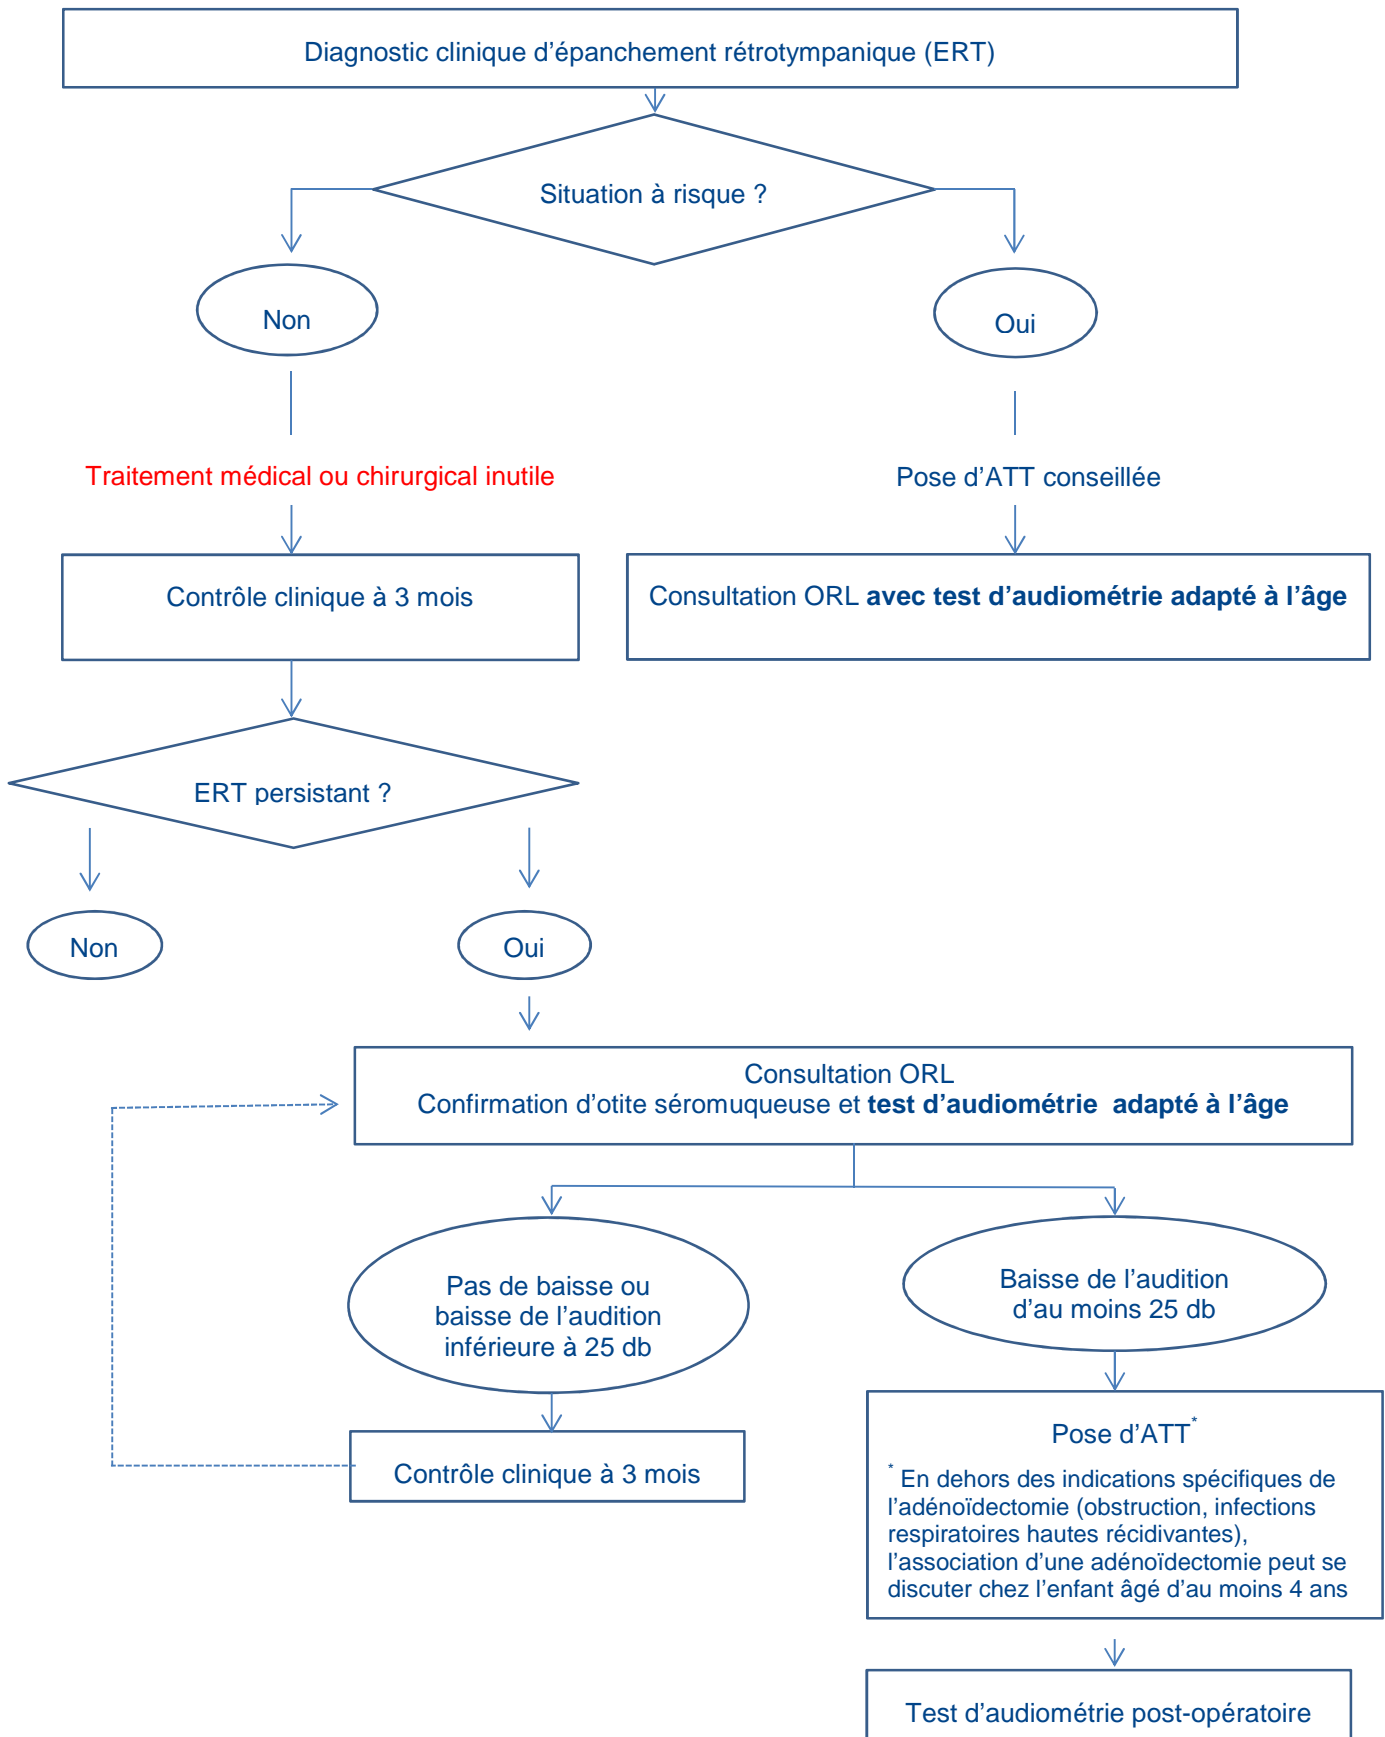 Diagnostic clinique d’épanchement rétrotympanique (ERT)
Situation à risque ?
Non
Oui
Traitement médical ou chirurgical inutile
Pose d’ATT conseillée
Contrôle clinique à 3 mois
Consultation ORL avec test d’audiométrie adapté à l’âge
ERT persistant ?
Non
Oui
Consultation ORL
Confirmation d’otite séromuqueuse et test d’audiométrie  adapté à l’âge
Pas de baisse ou
baisse de l’audition
inférieure à 25 db
Baisse de l’audition
d’au moins 25 db
Contrôle clinique à 3 mois
Pose d’ATT*
* En dehors des indications spécifiques de
l’adénoïdectomie (obstruction, infections
respiratoires hautes récidivantes),
l’association d’une adénoïdectomie peut se
discuter chez l’enfant âgé d’au moins 4 ans
Test d’audiométrie post-opératoire